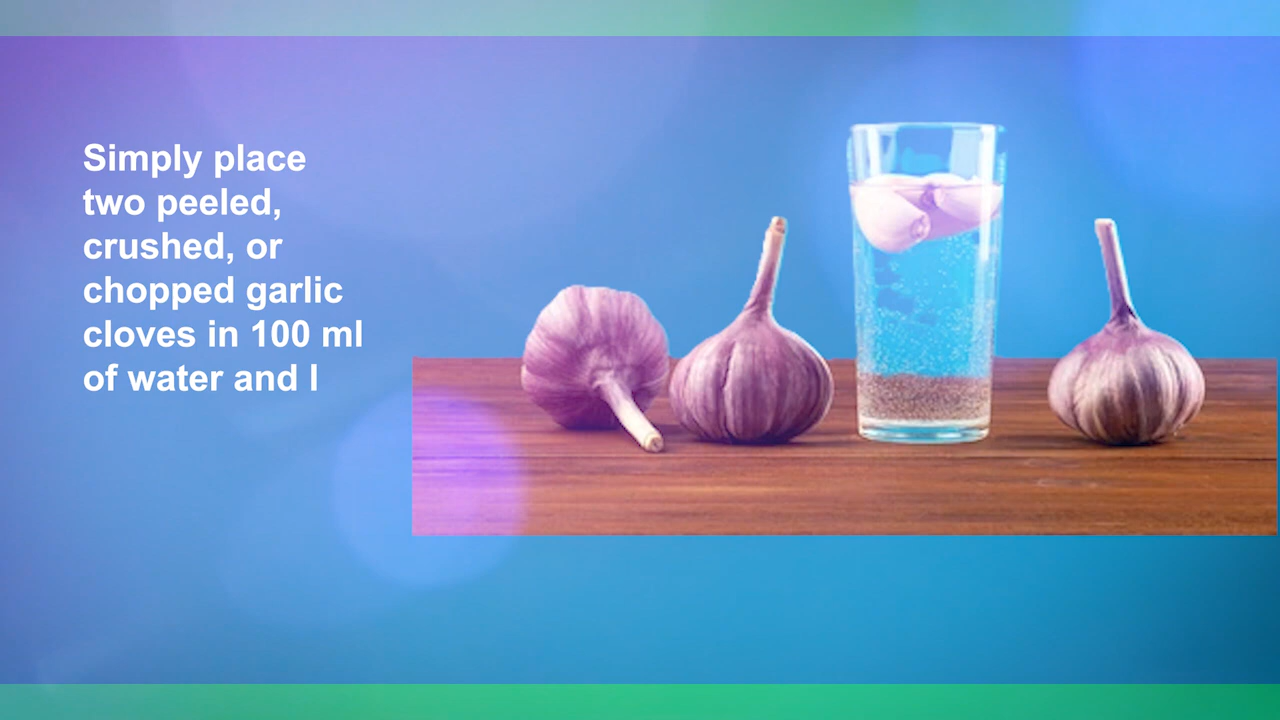 Simply place
two peeled,
crushed, or
chopped garlic
cloves in 100 ml
of water and l